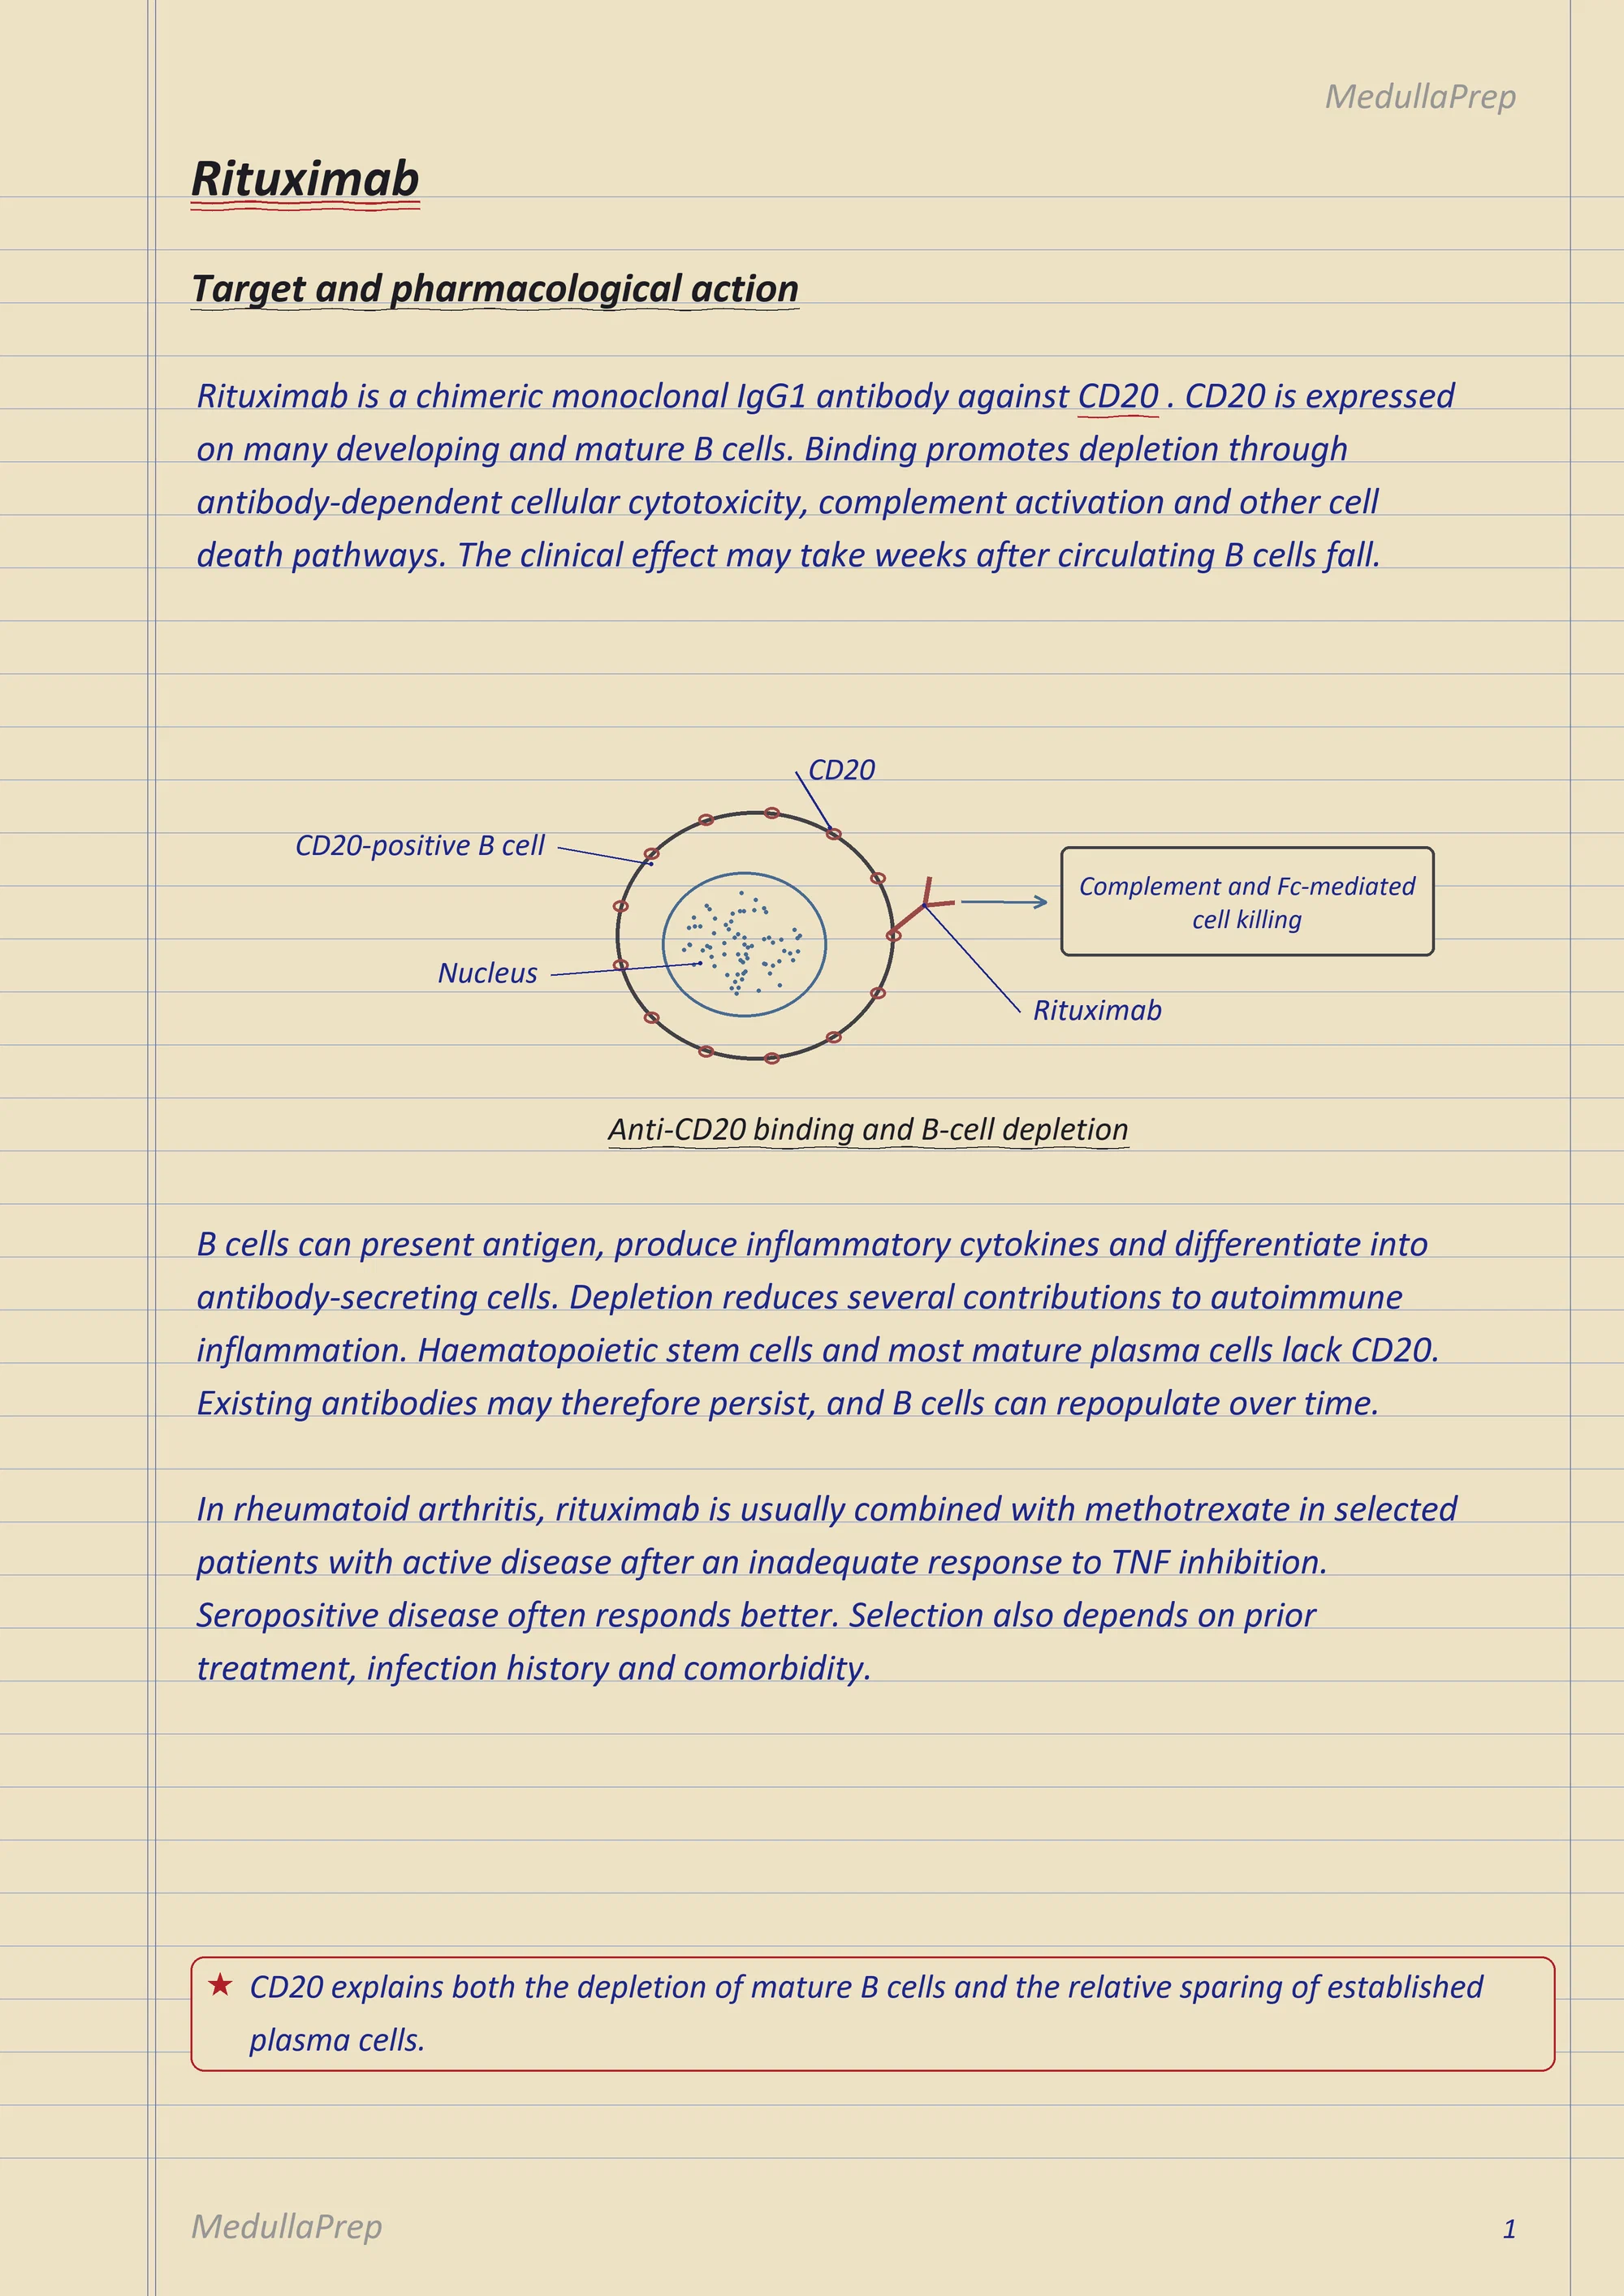 MedullaPrep
Rituximab
Target and pharmacological action
Rituximab is a chimeric monoclonal IgG1 antibody against CD20 . CD20 is expressed
on many developing and mature B cells. Binding promotes depletion through
antibody-dependent cellular cytotoxicity, complement activation and other cell
death pathways. The clinical effect may take weeks after circulating B cells fall.
CD20
CD20-positive B cell
Complement and Fc-mediated
cell killing
Nucleus
Rituximab
Anti-CD20 binding and B-cell depletion
B cells can present antigen, produce inflammatory cytokines and differentiate into
antibody-secreting cells. Depletion reduces several contributions to autoimmune
inflammation. Haematopoietic stem cells and most mature plasma cells lack CD20.
Existing antibodies may therefore persist, and B cells can repopulate over time.
In rheumatoid arthritis, rituximab is usually combined with methotrexate in selected
patients with active disease after an inadequate response to TNF inhibition.
Seropositive disease often responds better. Selection also depends on prior
treatment, infection history and comorbidity.
★ CD20 explains both the depletion of mature B cells and the relative sparing of established
plasma cells.
MedullaPrep
1